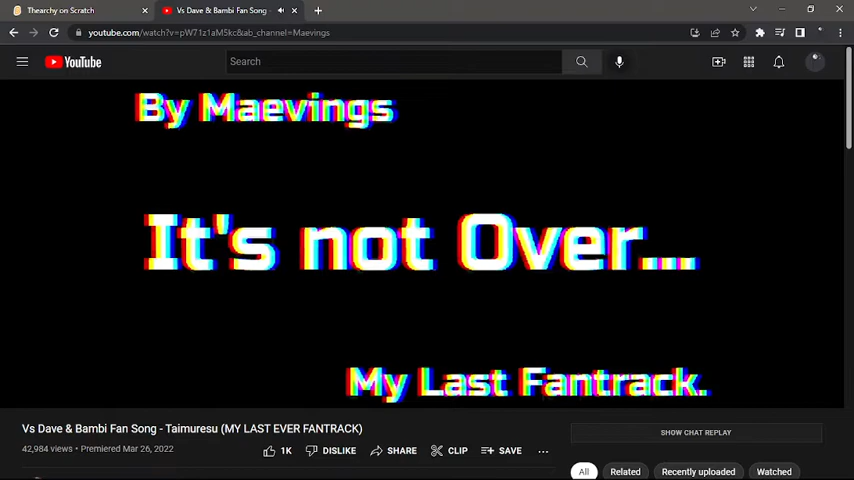 Thearchy on Scratch
Vs Dave & Bambi Fan Song -
youtube.com/watch?v=pW71z1aM5kc&ab_channel=Maevings
YouTube
Search
By Maevings
It's not Over...
My Last Fantrack.
Vs Dave & Bambi Fan Song - Taimuresu (MY LAST EVER FANTRACK)
42,984 views • Premiered Mar 26, 2022
1K
DISLIKE
SHARE
CLIP
SAVE
SHOW CHAT REPLAY
All
Related
Recently uploaded
Watched